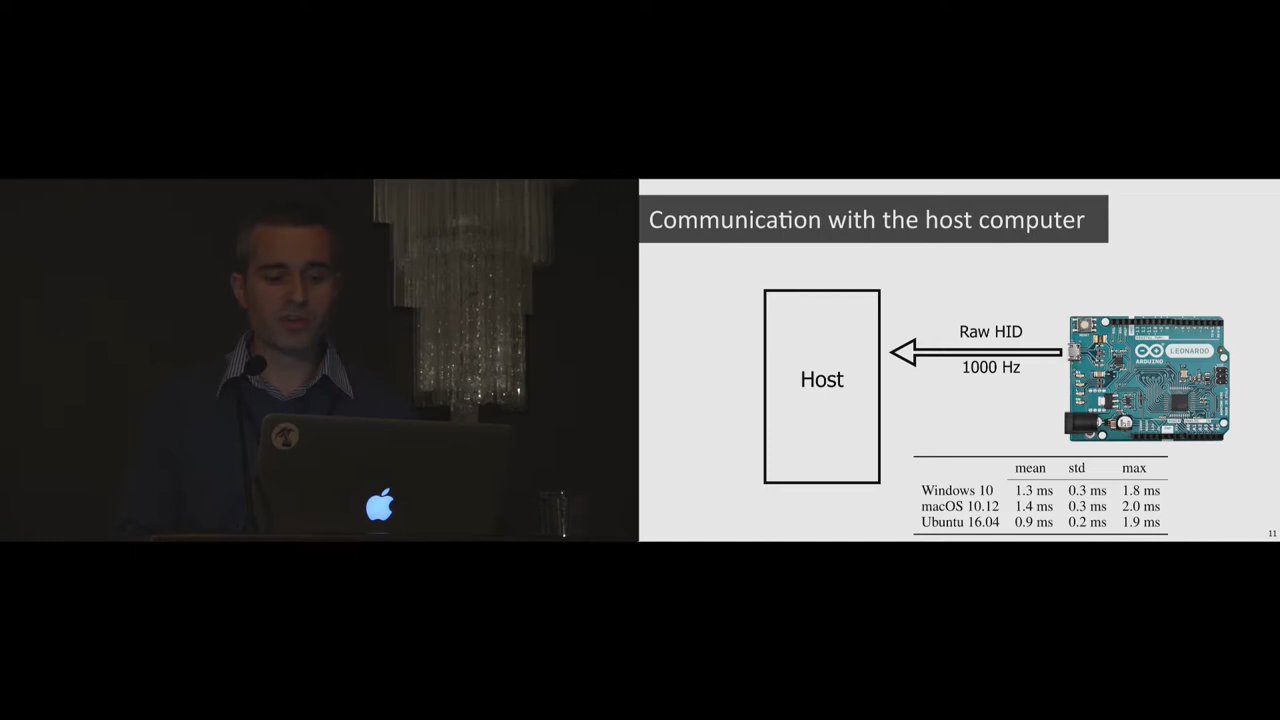 Communication with the host computer
Host
Raw HID
1000 Hz
ARDUINO
LEONARDO
mean std max
Windows 10 1.3 ms 0.3 ms 1.8 ms
macOS 10.12 1.4 ms 0.3 ms 2.0 ms
Ubuntu 16.04 0.9 ms 0.2 ms 1.9 ms
11